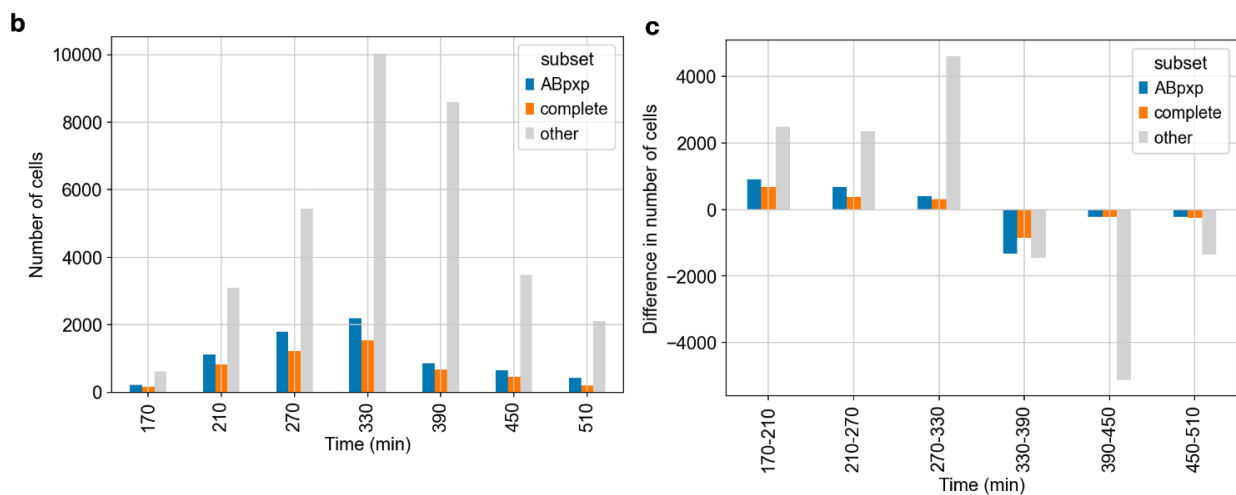 b
Number of cells
10000
8000
6000
4000
2000
0
subset
ABpxp
complete
other
170
210
270
330
390
450
510
Time (min)
c
Difference in number of cells
4000
2000
0
−2000
−4000
subset
ABpxp
complete
other
170-210
210-270
270-330
330-390
390-450
450-510
Time (min)